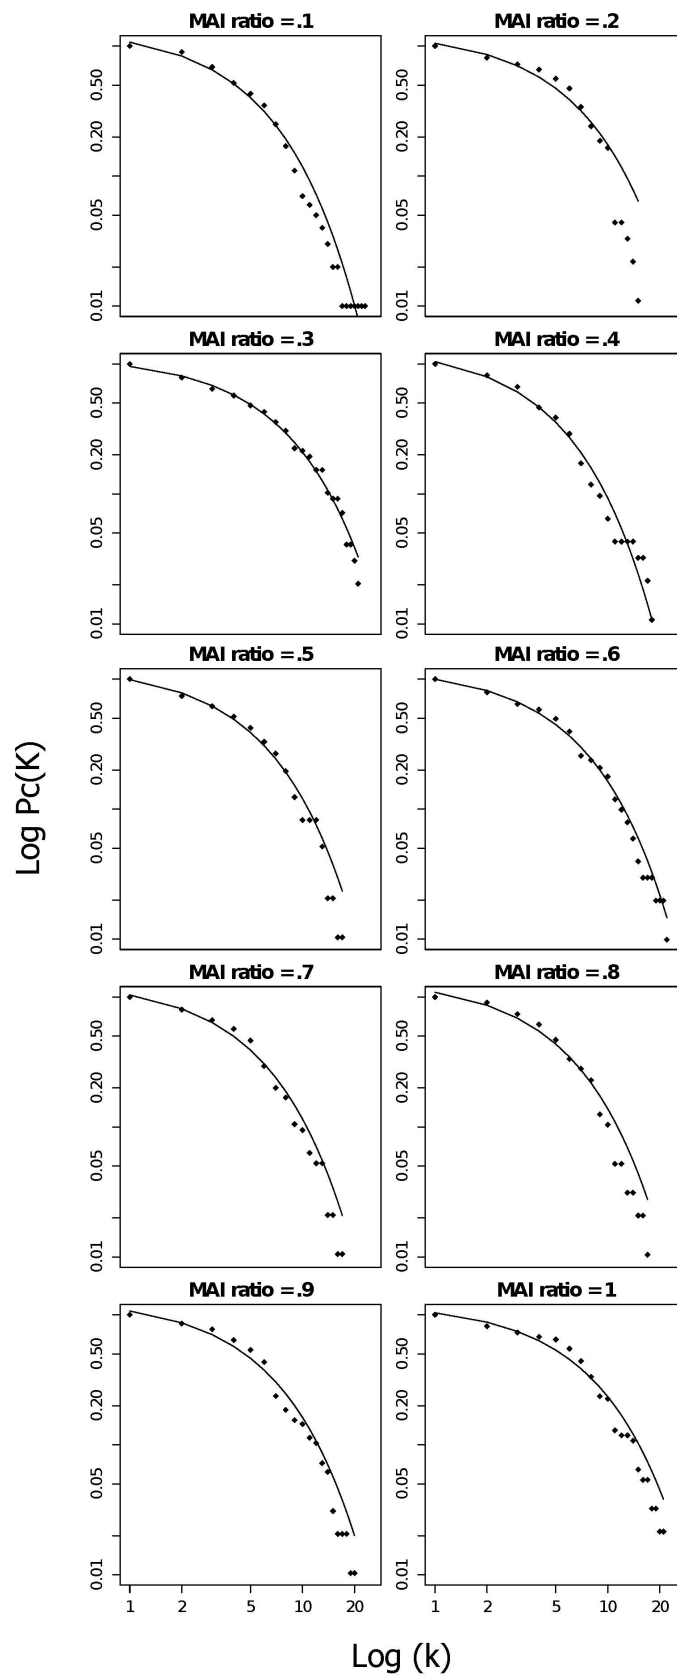 MAI ratio = .1
MAI ratio = .2
0.50
0.20
0.05
0.01
0.50
0.20
0.05
0.01
MAI ratio = .3
MAI ratio = .4
0.50
0.20
0.05
0.01
0.50
0.20
0.05
0.01
MAI ratio = .5
MAI ratio = .6
0.50
0.20
0.05
0.01
0.50
0.20
0.05
0.01
Log Pc(K)
MAI ratio = .7
MAI ratio = .8
0.50
0.20
0.05
0.01
0.50
0.20
0.05
0.01
MAI ratio = .9
MAI ratio = 1
0.50
0.20
0.05
0.01
0.50
0.20
0.05
0.01
1 2 5 10 20
1 2 5 10 20
Log (k)